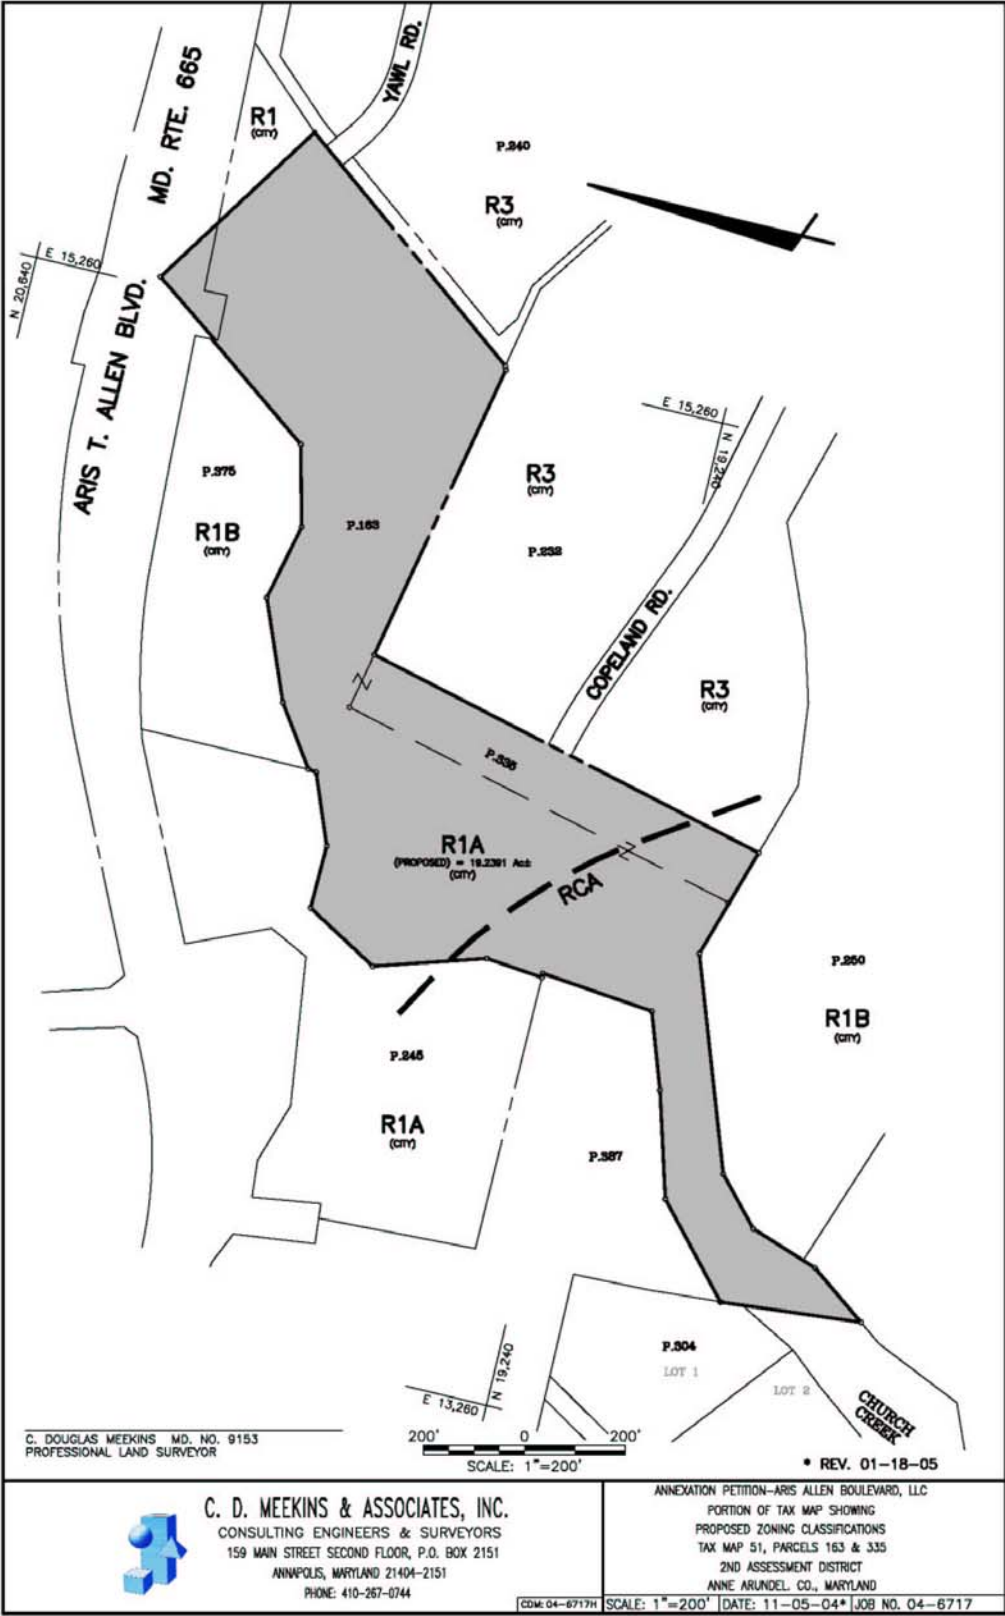 YAWL RD.
MD. RTE. 665
R1
(CITY)
P.240
R3
(CITY)
E 15,260
N 20,640
ARIS T. ALLEN BLVD.
E 15,260
N 19,240
P.375
R1B
(CITY)
P.163
R3
(CITY)
P.232
COPELAND RD.
R3
(CITY)
P.335
R1A
(PROPOSED) = 19.2391 Ac±
(CITY)
RCA
P.250
R1B
(CITY)
P.245
R1A
(CITY)
P.387
P.304
LOT 1
LOT 2
N 19,240
E 13,260
CHURCH
CREEK
C. DOUGLAS MEEKINS MD. NO. 9153
PROFESSIONAL LAND SURVEYOR
200' 0 200'
SCALE: 1"=200'
* REV. 01-18-05
C. D. MEEKINS & ASSOCIATES, INC.
CONSULTING ENGINEERS & SURVEYORS
159 MAIN STREET SECOND FLOOR, P.O. BOX 2151
ANNAPOLIS, MARYLAND 21404-2151
PHONE: 410-267-0744
CDM: 04-6717H
ANNEXATION PETITION-ARIS ALLEN BOULEVARD, LLC
PORTION OF TAX MAP SHOWING
PROPOSED ZONING CLASSIFICATIONS
TAX MAP 51, PARCELS 163 & 335
2ND ASSESSMENT DISTRICT
ANNE ARUNDEL CO., MARYLAND
SCALE: 1"=200' DATE: 11-05-04* JOB NO. 04-6717